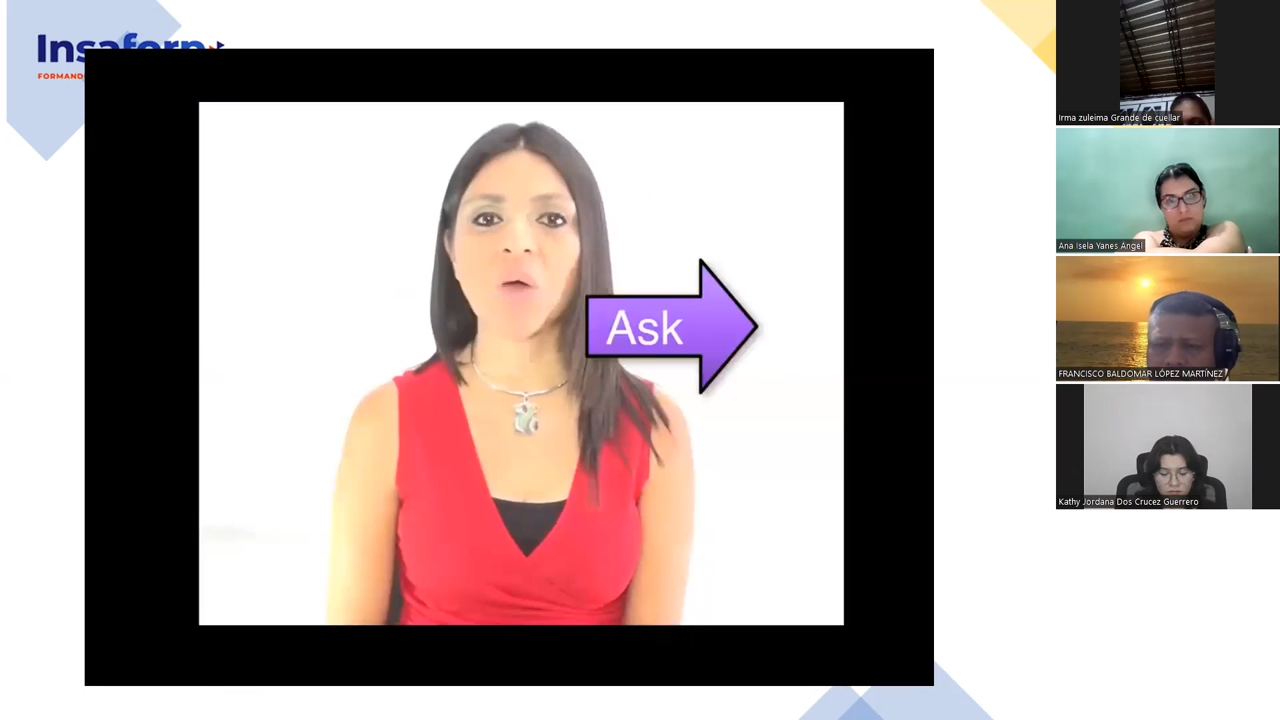 Insaforp
FORMAND
Ask
Irma zuleima Grande de cuellar
Ana Isela Yanes Angel
FRANCISCO BALDOMAR LÓPEZ MARTÍNEZ
Kathy Jordana Dos Crucez Guerrero